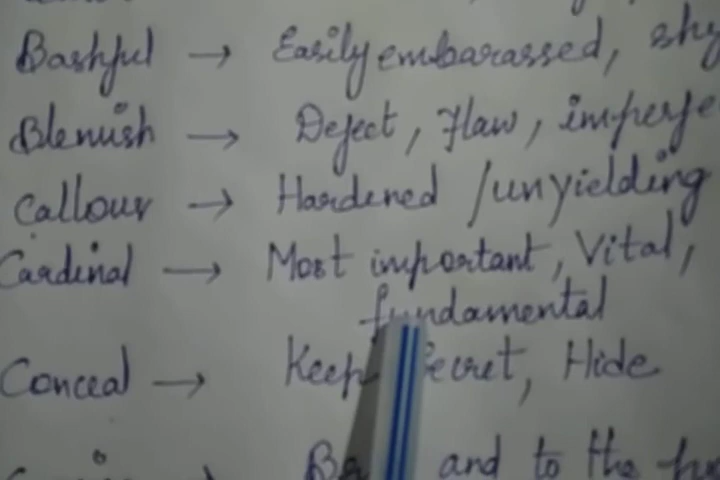 Bashful → Easily embarassed, shy
Blemish → Defect, Flaw, imperfe
Callour → Hardened / unyielding
Cardinal → Most important, Vital,
fundamental
Conceal → Keep Secret, Hide
and to the